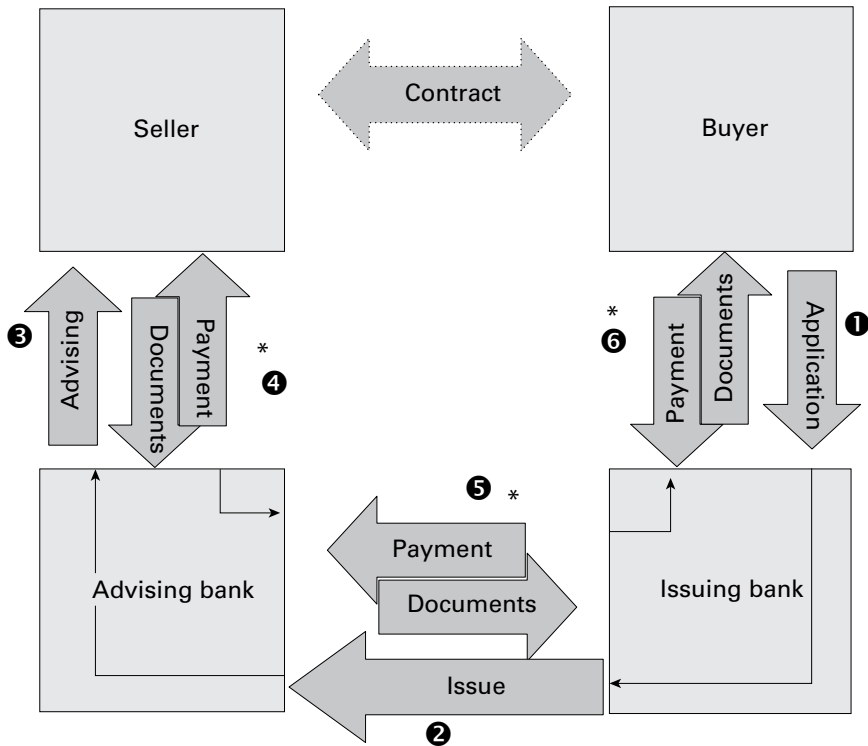 Seller
Contract
Buyer
❸
Advising
Documents
Payment
*
❹
*
❻
Payment
Documents
Application
❶
❺ *
Payment
Documents
Advising bank
Issuing bank
Issue
❷